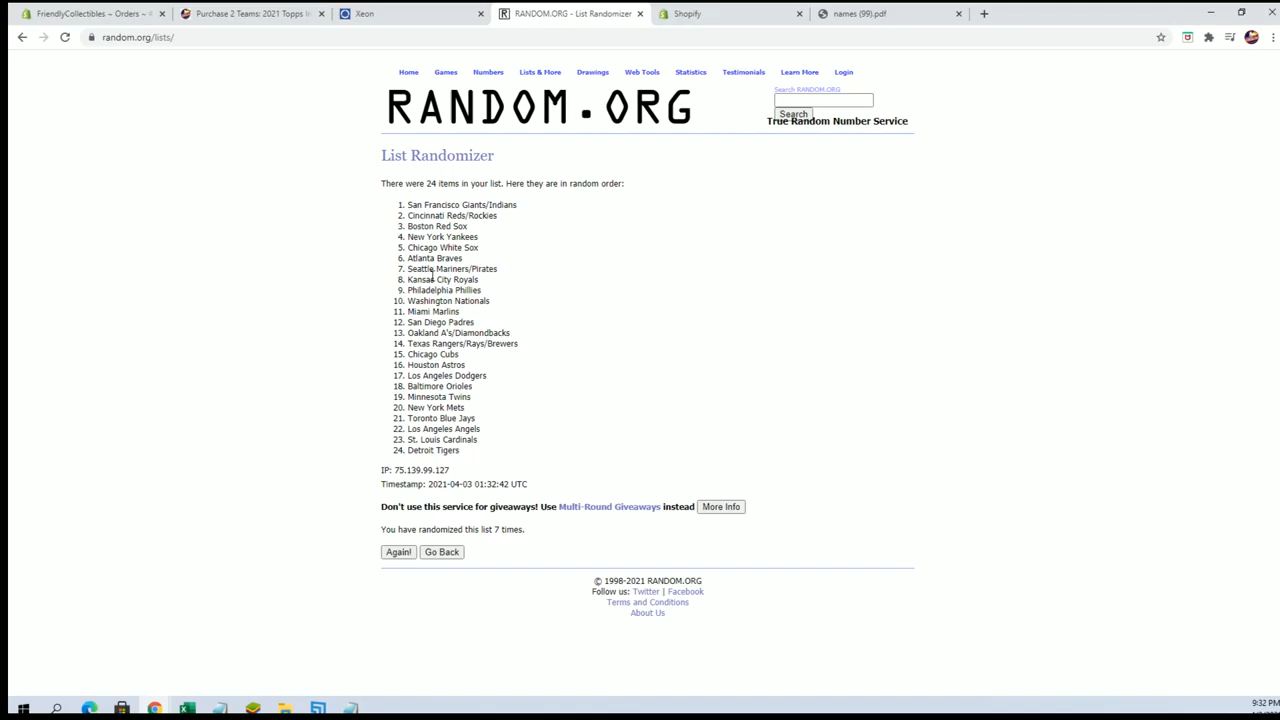 FriendlyCollectibles ~ Orders ~
Purchase 2 Teams: 2021 Topps
Xeon
RANDOM.ORG - List Randomizer
Shopify
names (99).pdf
random.org/lists/
Home Games Numbers Lists & More Drawings Web Tools Statistics Testimonials Learn More Login
RANDOM.ORG
Search RANDOM.ORG
Search
True Random Number Service
List Randomizer
There were 24 items in your list. Here they are in random order:
1. San Francisco Giants/Indians
2. Cincinnati Reds/Rockies
3. Boston Red Sox
4. New York Yankees
5. Chicago White Sox
6. Atlanta Braves
7. Seattle Mariners/Pirates
8. Kansas City Royals
9. Philadelphia Phillies
10. Washington Nationals
11. Miami Marlins
12. San Diego Padres
13. Oakland A's/Diamondbacks
14. Texas Rangers/Rays/Brewers
15. Chicago Cubs
16. Houston Astros
17. Los Angeles Dodgers
18. Baltimore Orioles
19. Minnesota Twins
20. New York Mets
21. Toronto Blue Jays
22. Los Angeles Angels
23. St. Louis Cardinals
24. Detroit Tigers
IP: 75.139.99.127
Timestamp: 2021-04-03 01:32:42 UTC
Don't use this service for giveaways! Use Multi-Round Giveaways instead More Info
You have randomized this list 7 times.
Again! Go Back
© 1998-2021 RANDOM.ORG
Follow us: Twitter | Facebook
Terms and Conditions
About Us
9:32 PM